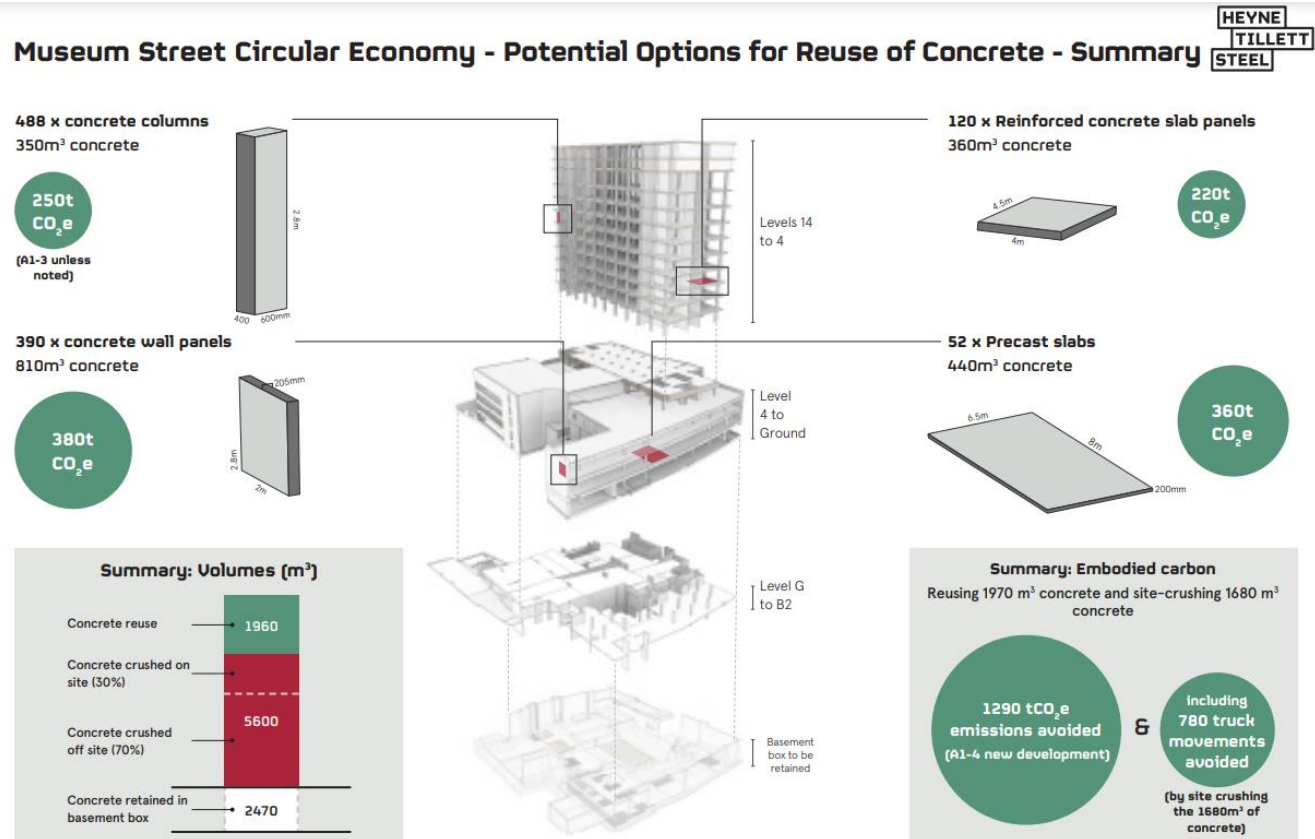 HEYNE
TILLETT
STEEL
Museum Street Circular Economy - Potential Options for Reuse of Concrete - Summary
488 x concrete columns
350m³ concrete
250t
CO₂e
(A1-3 unless
noted)
2.8m
400 600mm
120 x Reinforced concrete slab panels
360m³ concrete
4.5m
4m
220t
CO₂e
Levels 14
to 4
390 x concrete wall panels
810m³ concrete
380t
CO₂e
205mm
2.8m
2m
52 x Precast slabs
440m³ concrete
6.5m
8m
200mm
360t
CO₂e
Level
4 to
Ground
Level G
to B2
Basement
box to be
retained
Summary: Volumes (m³)
Concrete reuse
1960
Concrete crushed on
site (30%)
5600
Concrete crushed
off site (70%)
Concrete retained in
basement box
2470
Summary: Embodied carbon
Reusing 1970 m³ concrete and site-crushing 1680 m³
concrete
1290 tCO₂e
emissions avoided
(A1-4 new development)
&
including
780 truck
movements
avoided
(by site crushing
the 1680m³ of
concrete)